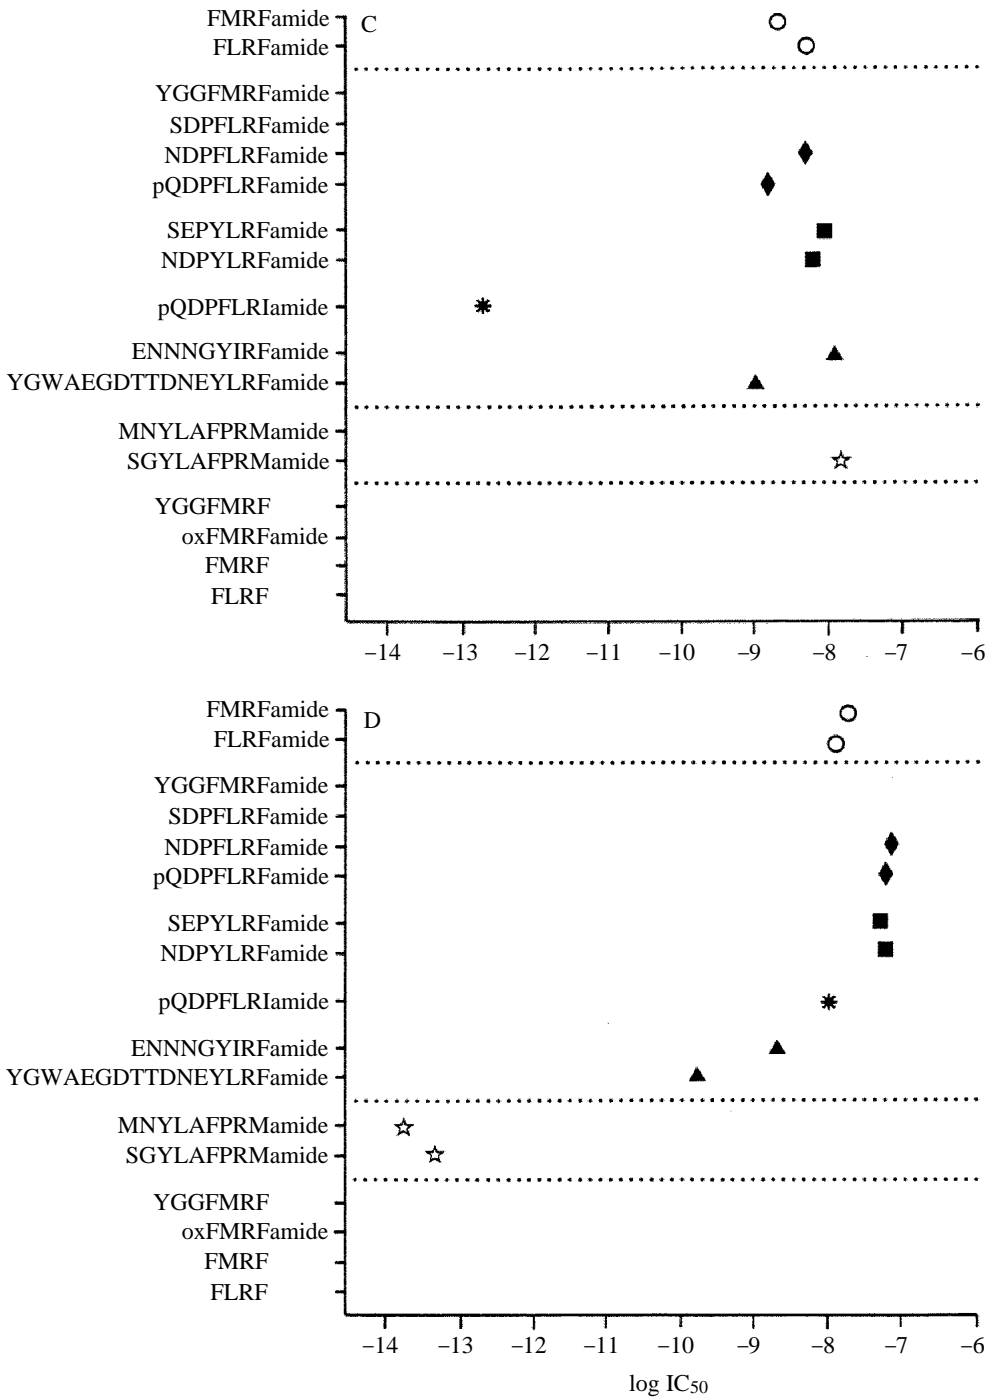 C
FMRFamide
FLRFamide
YGGFMRFamide
SDPFLRFamide
NDPFLRFamide
pQDPFLRFamide
SEPYLRFamide
NDPYLRFamide
pQDPFLRIamide
ENNNGYIRFamide
YGWAEGDTTDNEYLRFamide
MNYLAFPRMamide
SGYLAFPRMamide
YGGFMRF
oxFMRFamide
FMRF
FLRF
−14 −13 −12 −11 −10 −9 −8 −7 −6
D
FMRFamide
FLRFamide
YGGFMRFamide
SDPFLRFamide
NDPFLRFamide
pQDPFLRFamide
SEPYLRFamide
NDPYLRFamide
pQDPFLRIamide
ENNNGYIRFamide
YGWAEGDTTDNEYLRFamide
MNYLAFPRMamide
SGYLAFPRMamide
YGGFMRF
oxFMRFamide
FMRF
FLRF
−14 −13 −12 −11 −10 −9 −8 −7 −6
log IC50